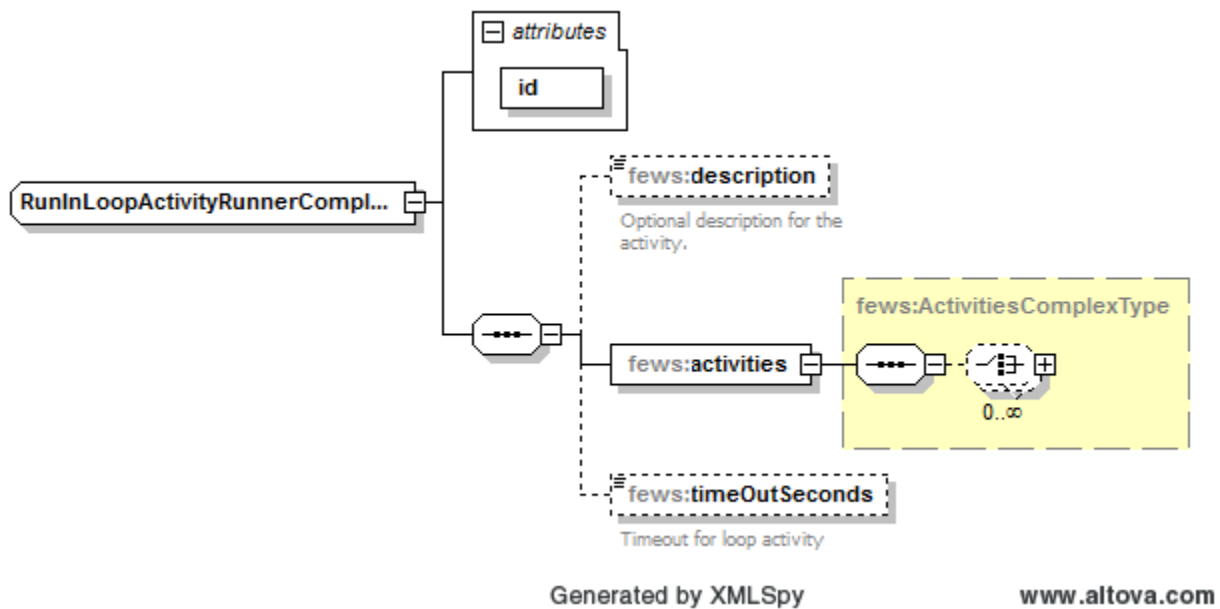 attributes
id
fews:description
Optional description for the
activity.
RunInLoopActivityRunnerCompl...
fews:ActivitiesComplexType
fews:activities
0..∞
fews:timeOutSeconds
Timeout for loop activity
Generated by XMLSpy
www.altova.com